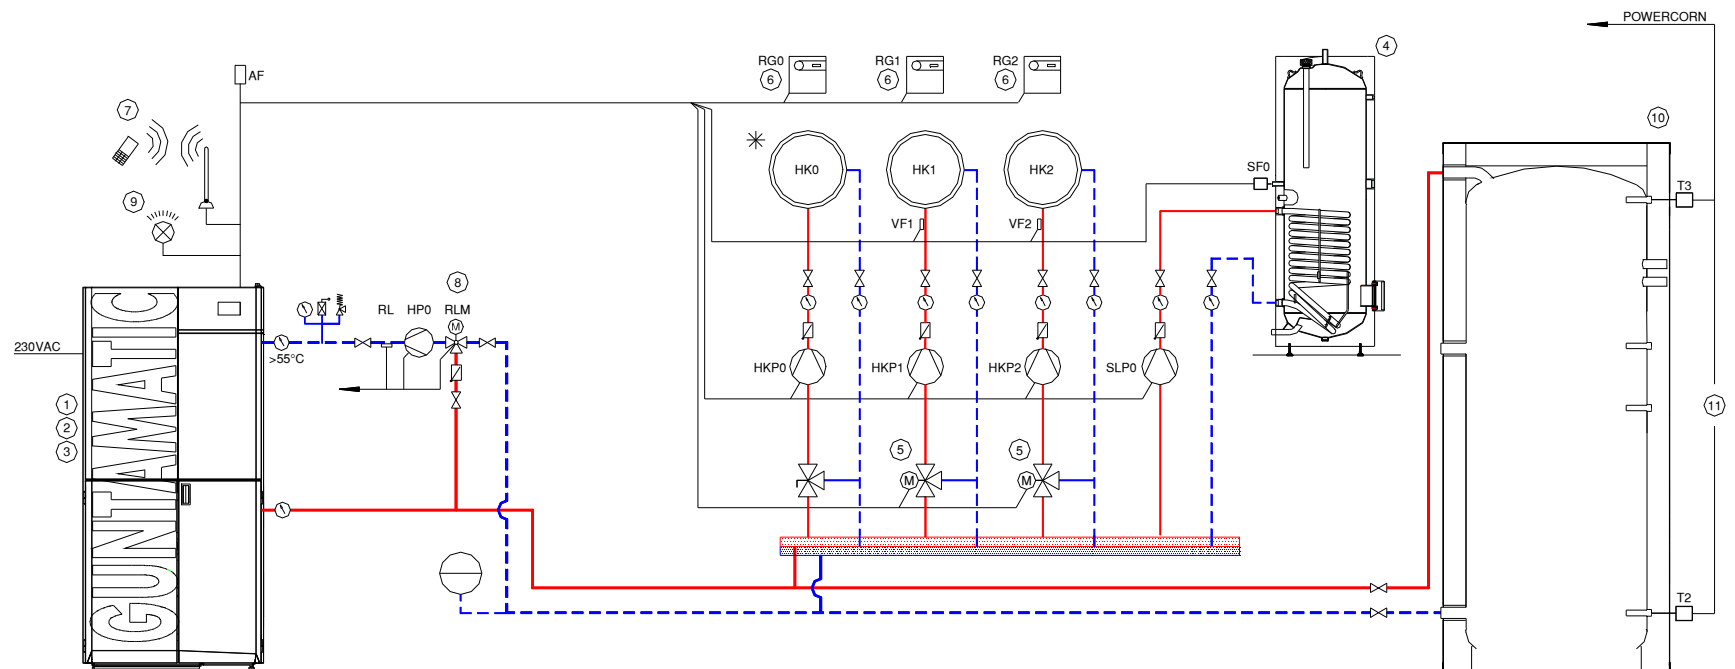 POWERCORN
4
AF
RG0
6
RG1
6
RG2
6
7
10
HK0
HK1
HK2
SF0
T3
9
VF1
VF2
8
RL
HP0
RLM
M
230VAC
>55°C
HKP0
HKP1
HKP2
SLP0
1
2
3
11
5
5
M
M
GUNTAMATIC
T2